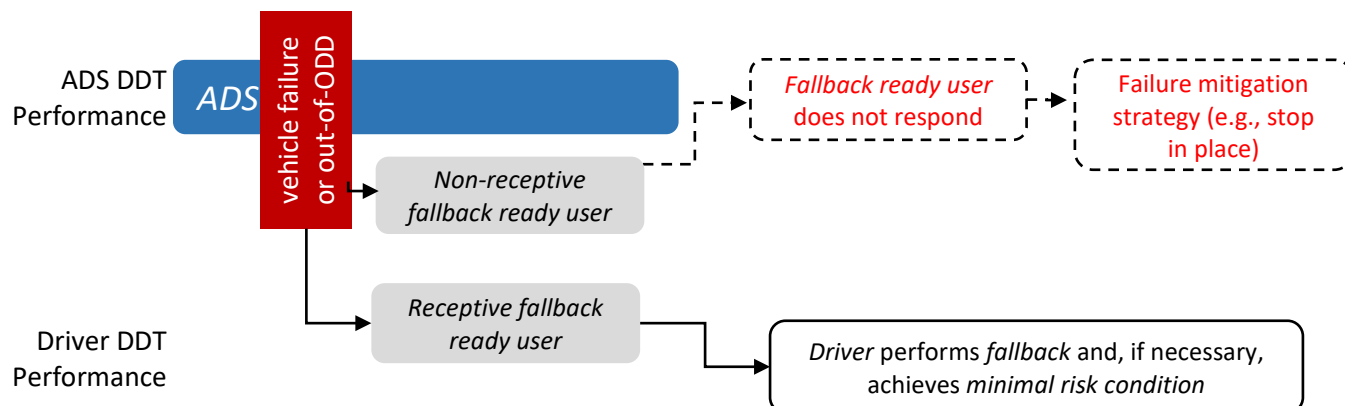 ADS DDT
Performance
ADS
vehicle failure
or out-of-ODD
Fallback ready user
does not respond
Failure mitigation
strategy (e.g., stop
in place)
Non-receptive
fallback ready user
Receptive fallback
ready user
Driver DDT
Performance
Driver performs fallback and, if necessary,
achieves minimal risk condition